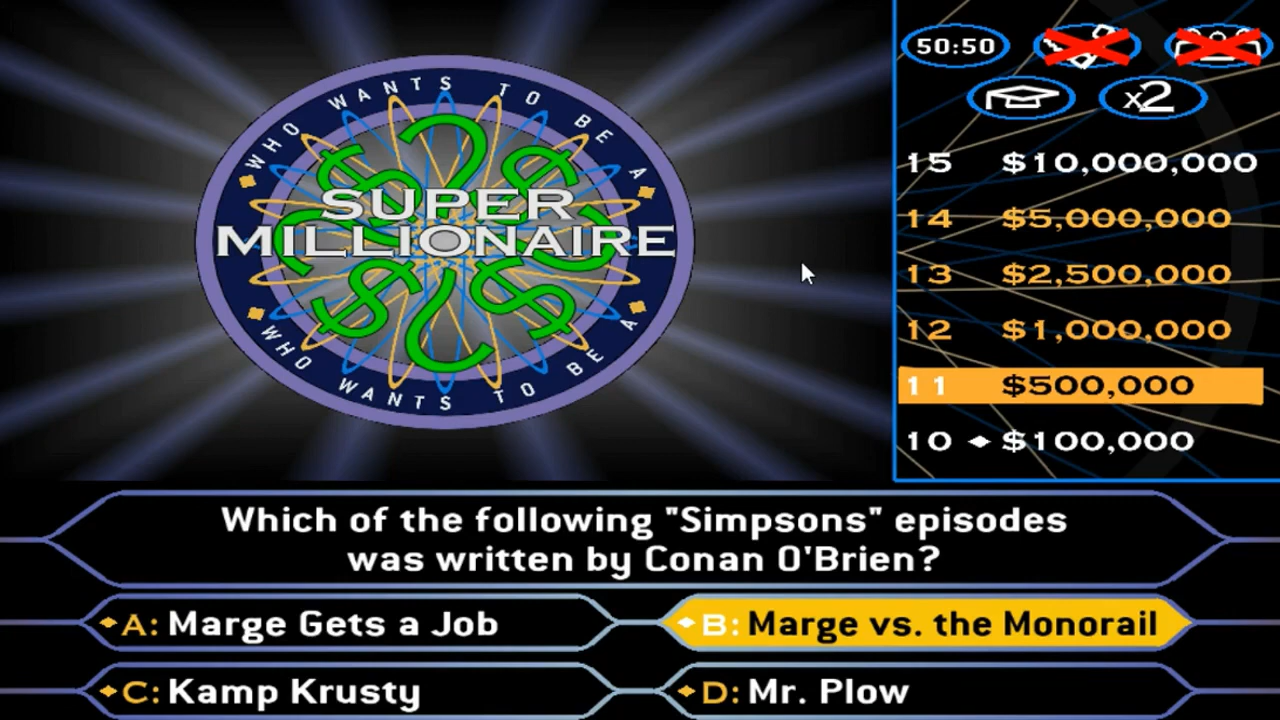 WHO WANTS TO BE A
SUPER
MILLIONAIRE
WHO WANTS TO BE A
50:50
x2
15 $10,000,000
14 $5,000,000
13 $2,500,000
12 $1,000,000
11 $500,000
10 $100,000
Which of the following "Simpsons" episodes
was written by Conan O'Brien?
A: Marge Gets a Job
B: Marge vs. the Monorail
C: Kamp Krusty
D: Mr. Plow